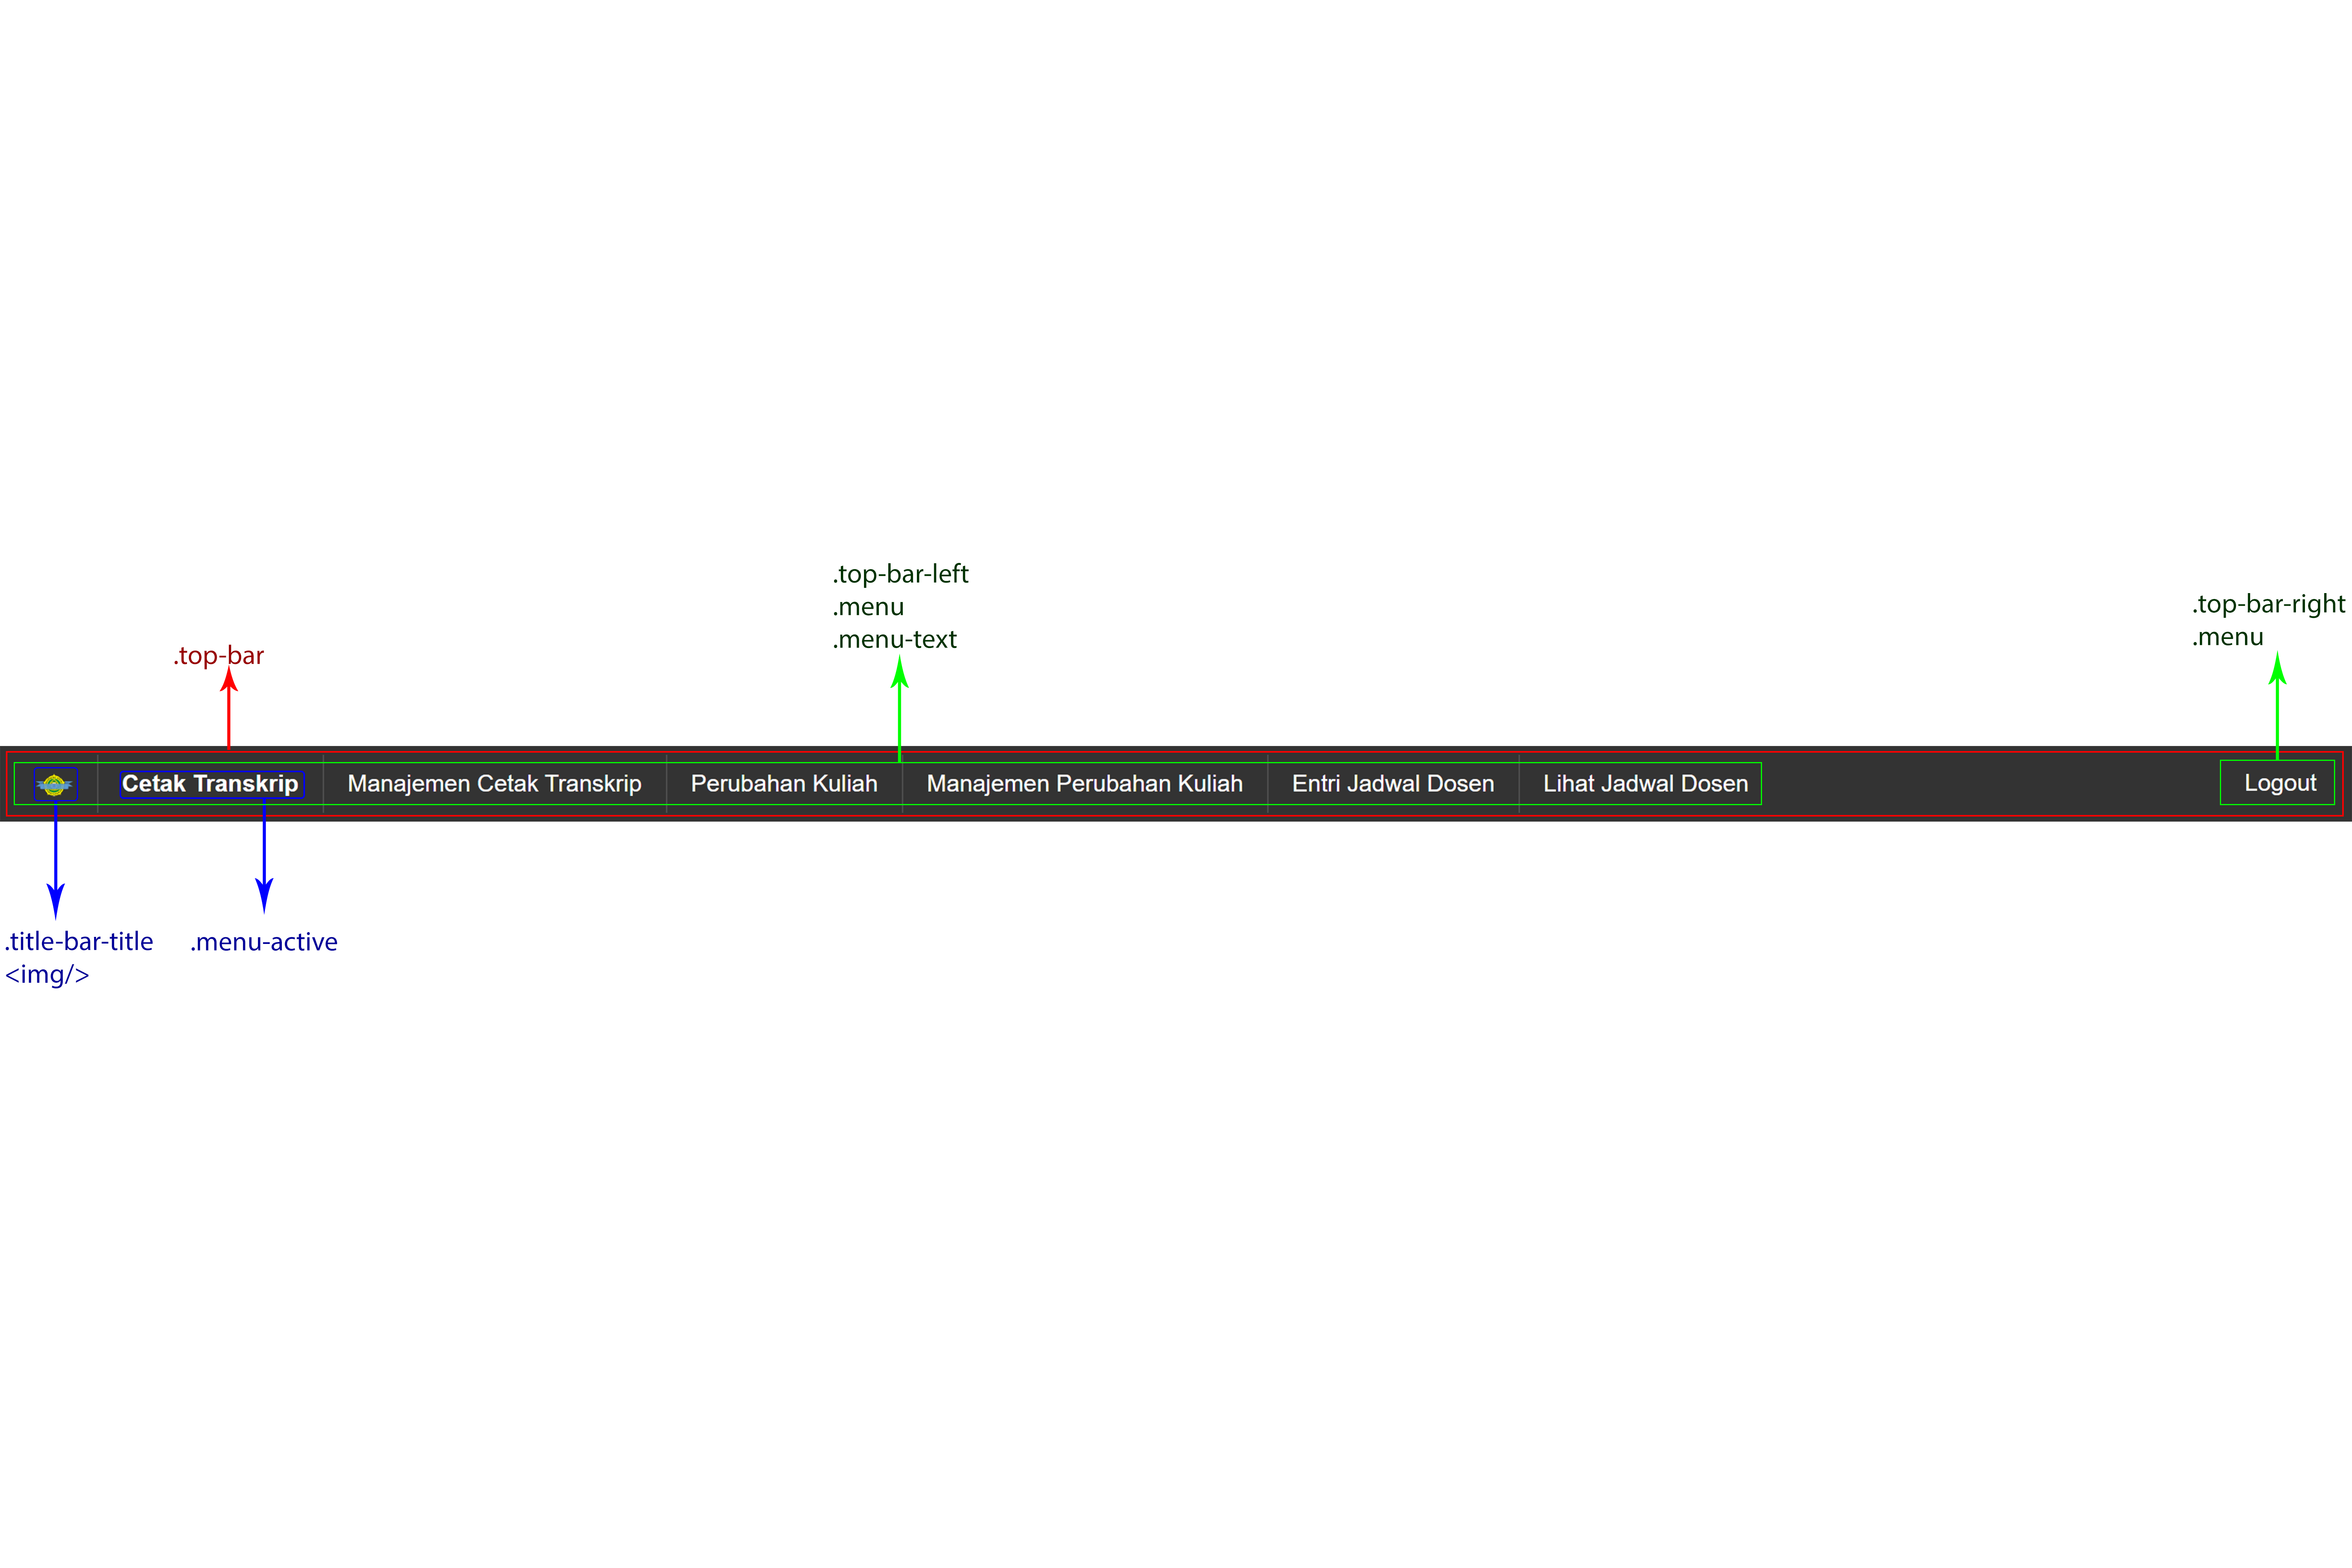 .top-bar-left
.menu
.menu-text
.top-bar-right
.menu
.top-bar
Cetak Transkrip
Manajemen Cetak Transkrip
Perubahan Kuliah
Manajemen Perubahan Kuliah
Entri Jadwal Dosen
Lihat Jadwal Dosen
Logout
.title-bar-title
<img/>
.menu-active